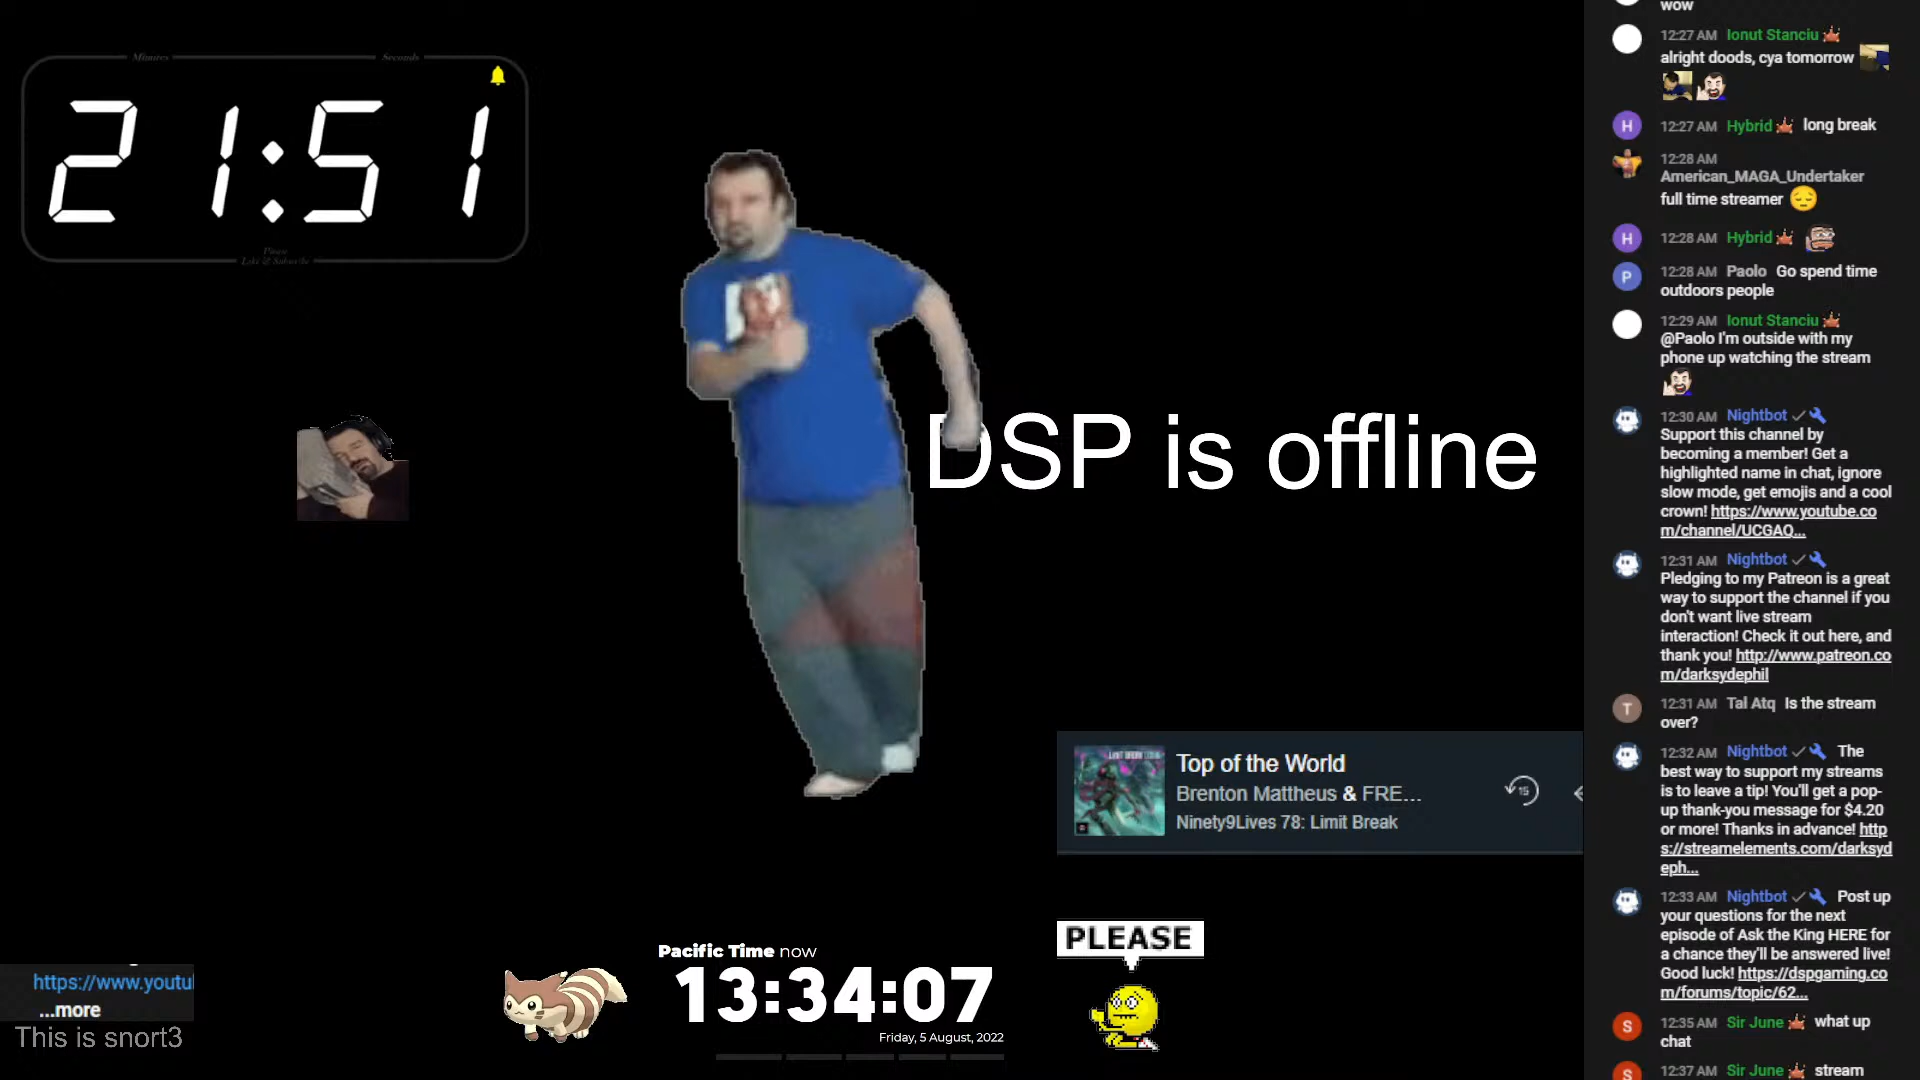 Minutes
Seconds
21:51
Please
Like & Subscribe
DSP is offline
Top of the World
Brenton Mattheus & FRE...
Ninety9Lives 78: Limit Break
15
PLEASE
Pacific Time now
13:34:07
Friday, 5 August, 2022
https://www.youtu
...more
This is snort3
wow
12:27 AM Ionut Stanciu
alright doods, cya tomorrow
H 12:27 AM Hybrid long break
12:28 AM
American_MAGA_Undertaker
full time streamer
H 12:28 AM Hybrid
P 12:28 AM Paolo Go spend time
outdoors people
12:29 AM Ionut Stanciu
@Paolo I'm outside with my
phone up watching the stream
12:30 AM Nightbot
Support this channel by
becoming a member! Get a
highlighted name in chat, ignore
slow mode, get emojis and a cool
crown! https://www.youtube.co
m/channel/UCGAQ...
12:31 AM Nightbot
Pledging to my Patreon is a great
way to support the channel if you
don't want live stream
interaction! Check it out here, and
thank you! http://www.patreon.co
m/darksydephil
T 12:31 AM Tal Atq Is the stream
over?
12:32 AM Nightbot The
best way to support my streams
is to leave a tip! You'll get a pop-
up thank-you message for $4.20
or more! Thanks in advance! http
s://streamelements.com/darksyd
eph...
12:33 AM Nightbot Post up
your questions for the next
episode of Ask the King HERE for
a chance they'll be answered live!
Good luck! https://dspgaming.co
m/forums/topic/62...
S 12:35 AM Sir June what up
chat
S 12:37 AM Sir June stream